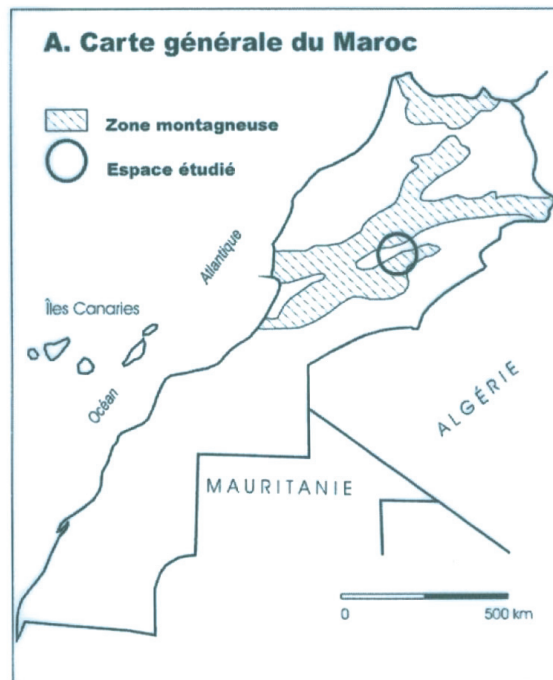 A. Carte générale du Maroc
Zone montagneuse
Espace étudié
Atlantique
Îles Canaries
Océan
ALGÉRIE
MAURITANIE
0 500 km